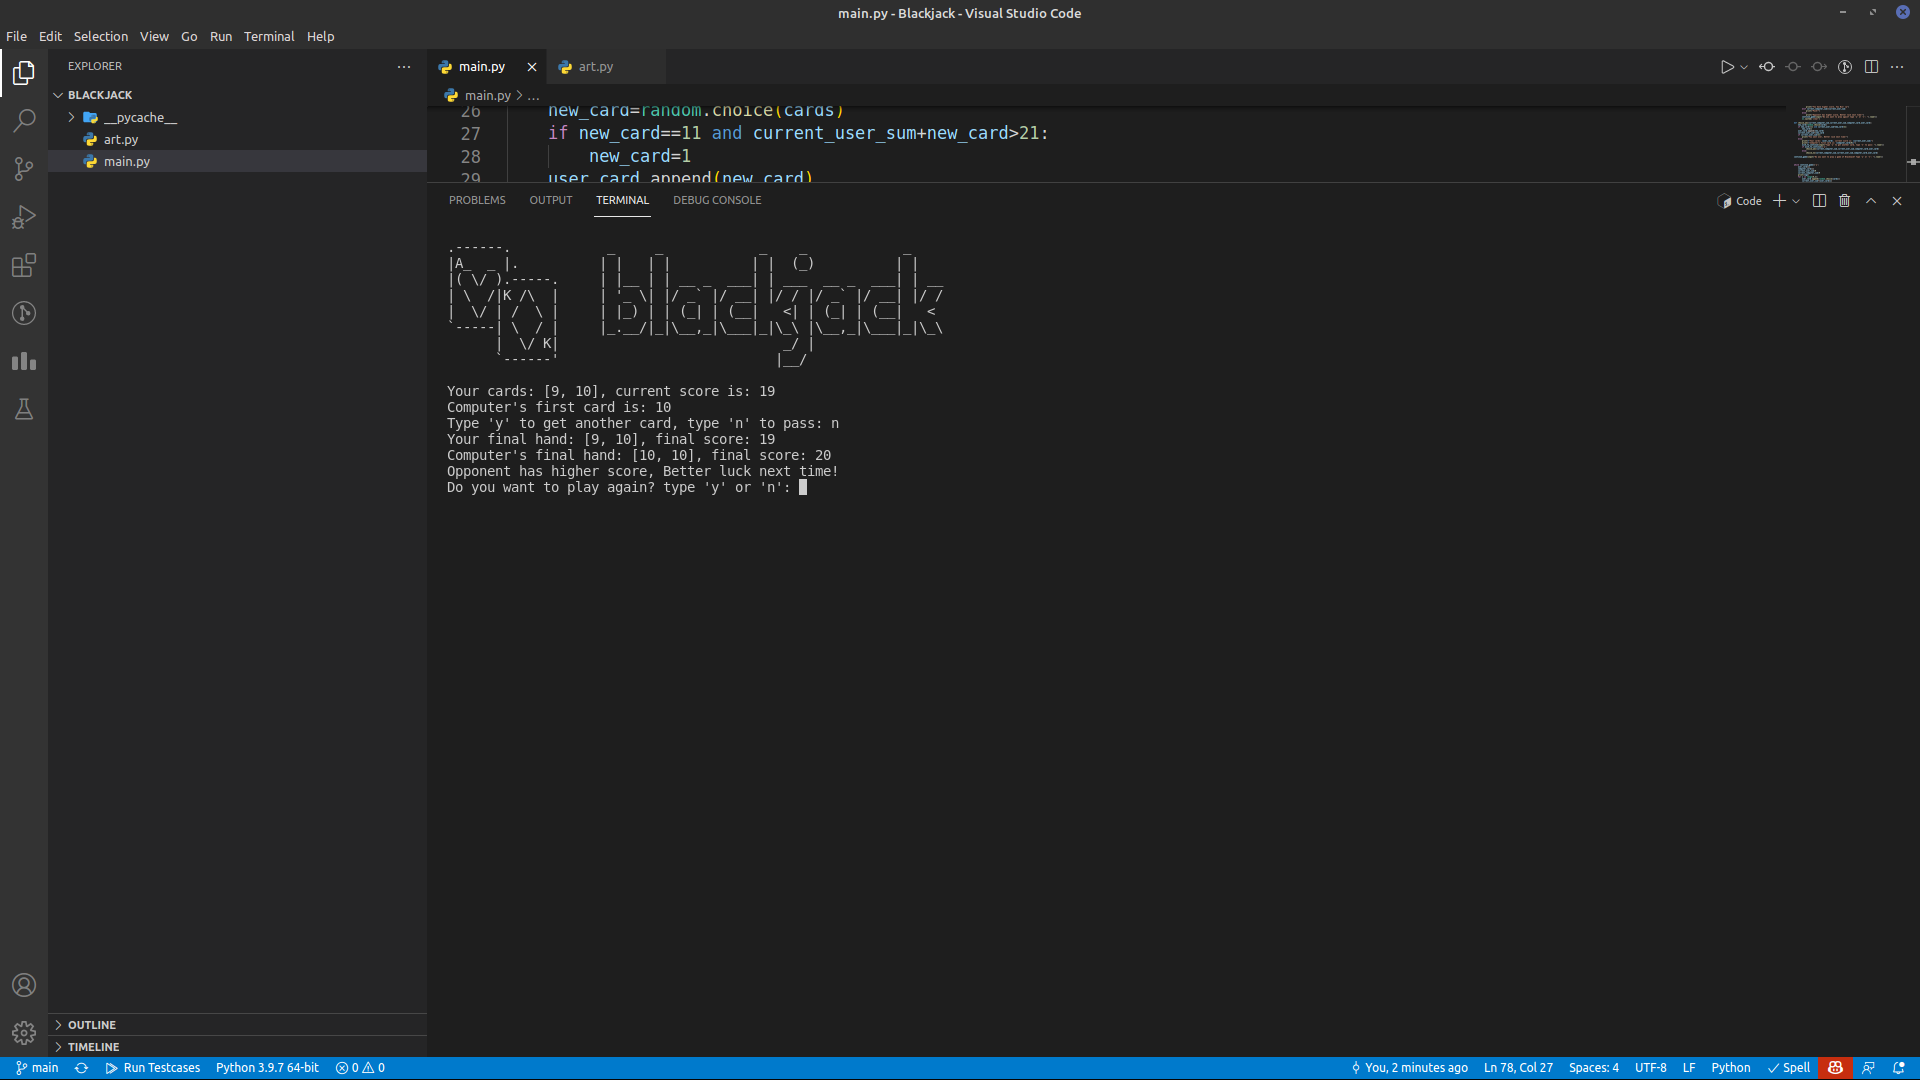 main.py - Blackjack - Visual Studio Code
File Edit Selection View Go Run Terminal Help
EXPLORER
BLACKJACK
__pycache__
art.py
main.py
main.py art.py
main.py > ...
26 new_card=random.choice(cards)
27 if new_card==11 and current_user_sum+new_card>21:
28 new_card=1
29 user_card.append(new_card)
PROBLEMS OUTPUT TERMINAL DEBUG CONSOLE
Code
A
K
K
blackjack
Your cards: [9, 10], current score is: 19
Computer's first card is: 10
Type 'y' to get another card, type 'n' to pass: n
Your final hand: [9, 10], final score: 19
Computer's final hand: [10, 10], final score: 20
Opponent has higher score, Better luck next time!
Do you want to play again? type 'y' or 'n':
OUTLINE
TIMELINE
main Run Testcases Python 3.9.7 64-bit 0 0 You, 2 minutes ago Ln 78, Col 27 Spaces: 4 UTF-8 LF Python Spell